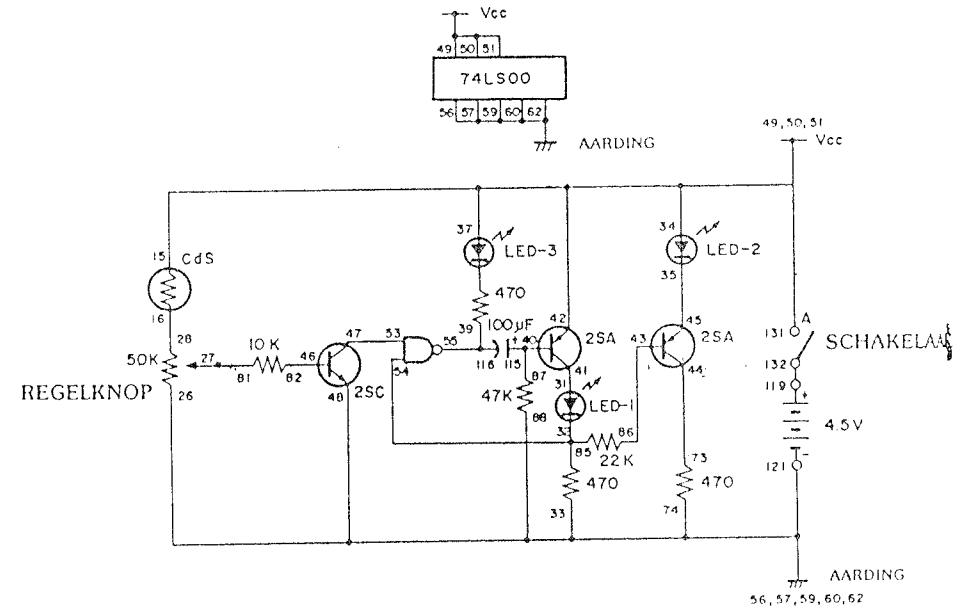 Vcc
49 50 51
74LS00
56 57 59 60 62
AARDING
49,50,51
Vcc
37
LED-3
34
LED-2
35
15
CdS
16
470
39
100µF
42
45
131
A
SCHAKELAA
28
50K
27
10K
81
82
46
47
53
54
55
116
+
115
40
2SA
41
43
2SA
44
132
119
REGELKNOP
26
48
2SC
87
47K
88
31
LED-1
32
85
86
22K
+
4.5V
-
121
470
33
73
470
74
AARDING
56,57,59,60,62